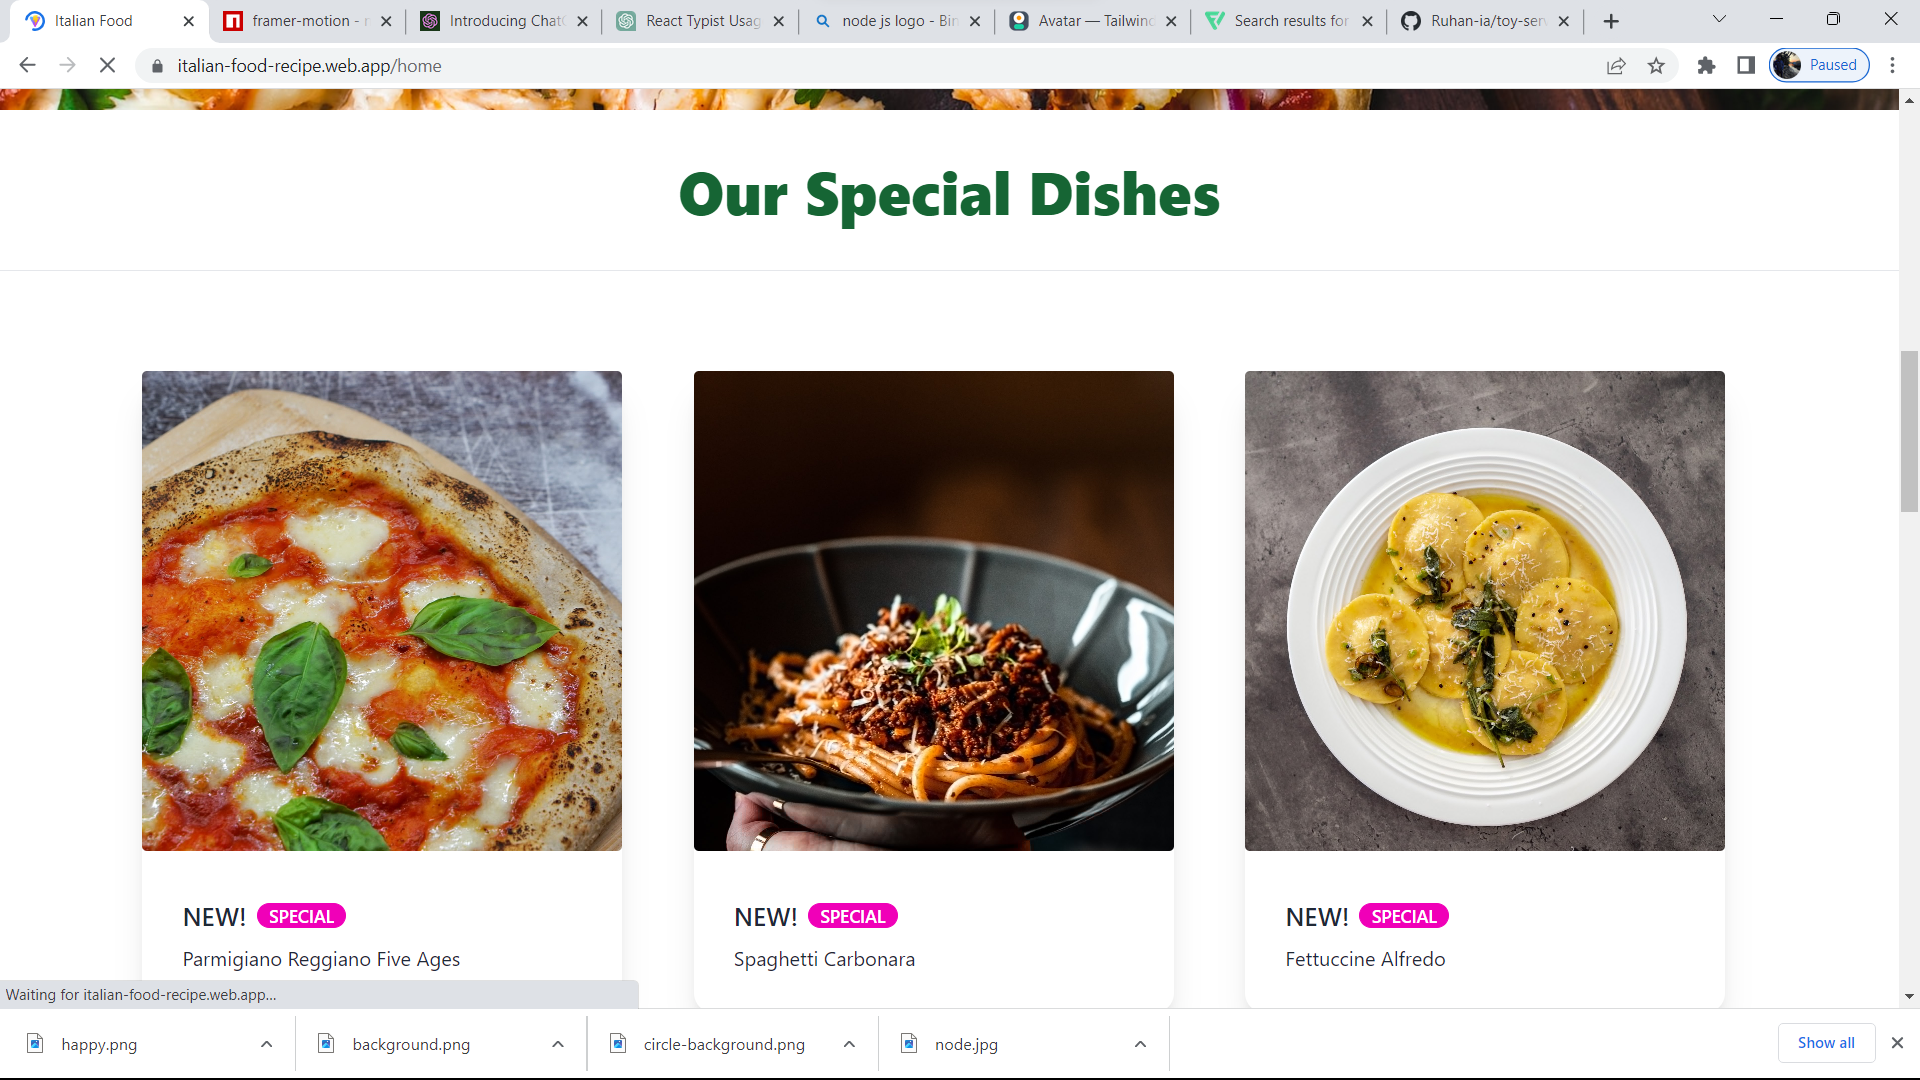 Italian Food
framer-motion - n
Introducing ChatG
React Typist Usag
node js logo - Bin
Avatar — Tailwind
Search results for
Ruhan-ia/toy-serv
italian-food-recipe.web.app/home
Paused
Our Special Dishes
NEW! SPECIAL
Parmigiano Reggiano Five Ages
NEW! SPECIAL
Spaghetti Carbonara
NEW! SPECIAL
Fettuccine Alfredo
Waiting for italian-food-recipe.web.app...
happy.png
background.png
circle-background.png
node.jpg
Show all